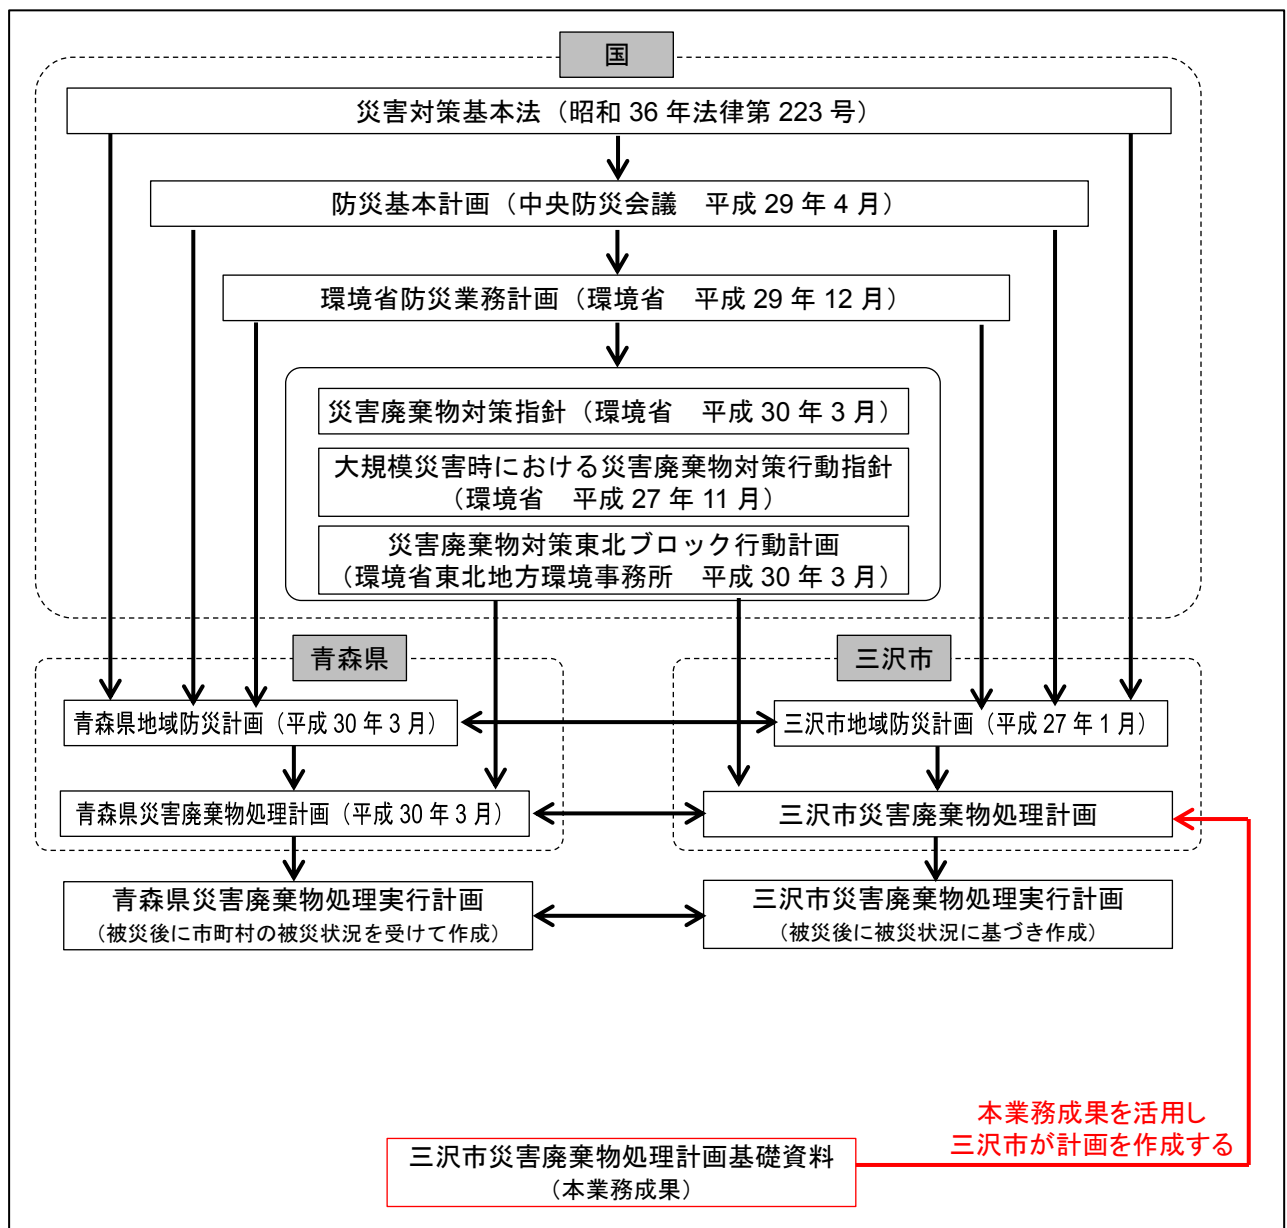 国
災害対策基本法（昭和 36 年法律第 223 号）
防災基本計画（中央防災会議　平成 29 年 4 月）
環境省防災業務計画（環境省　平成 29 年 12 月）
災害廃棄物対策指針（環境省　平成 30 年 3 月）
大規模災害時における災害廃棄物対策行動指針
（環境省　平成 27 年 11 月）
災害廃棄物対策東北ブロック行動計画
（環境省東北地方環境事務所　平成 30 年 3 月）
青森県
三沢市
青森県地域防災計画（平成 30 年 3 月）
三沢市地域防災計画（平成 27 年 1 月）
青森県災害廃棄物処理計画（平成 30 年 3 月）
三沢市災害廃棄物処理計画
青森県災害廃棄物処理実行計画
（被災後に市町村の被災状況を受けて作成）
三沢市災害廃棄物処理実行計画
（被災後に被災状況に基づき作成）
本業務成果を活用し
三沢市が計画を作成する
三沢市災害廃棄物処理計画基礎資料
（本業務成果）